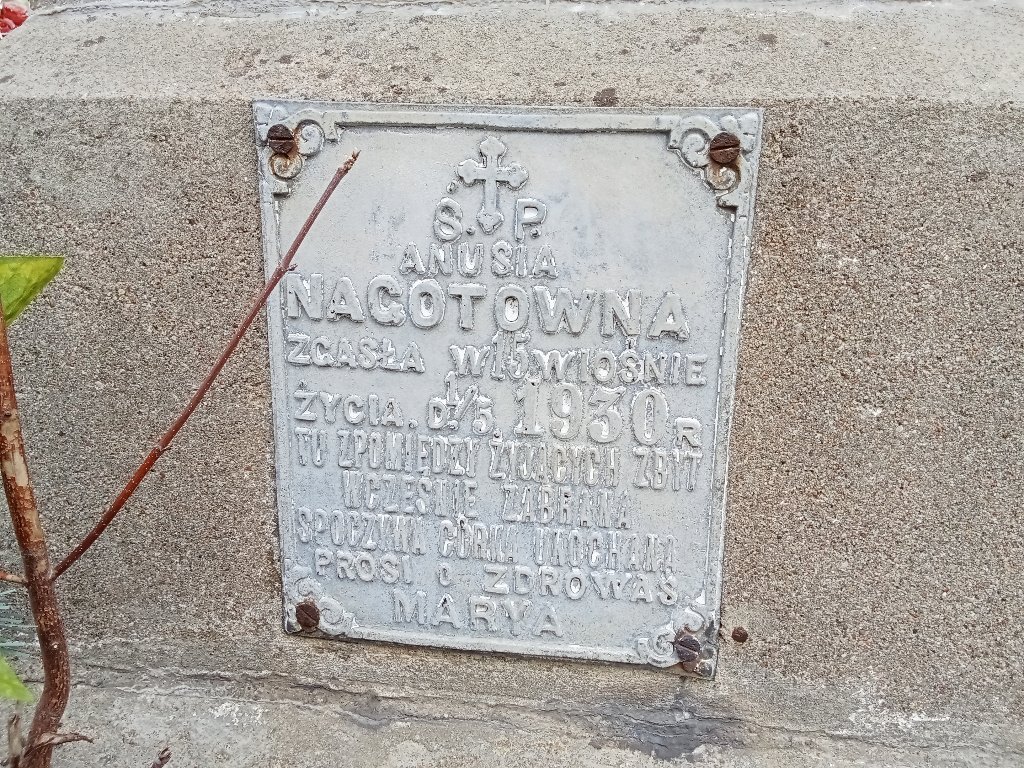 Ś. P.
ANUSIA
NAGOTOWNA
ZGASŁA W 15 WIOŚNIE
ŻYCIA. D. 1/5. 1930 R
TU ZPOMIĘDZY ŻYJĄCYCH ZBYT
WCZEŚNIE ZABRANA
SPOCZYWA CÓRKA UKOCHANA
PROSI O ZDROWAŚ
MARYA